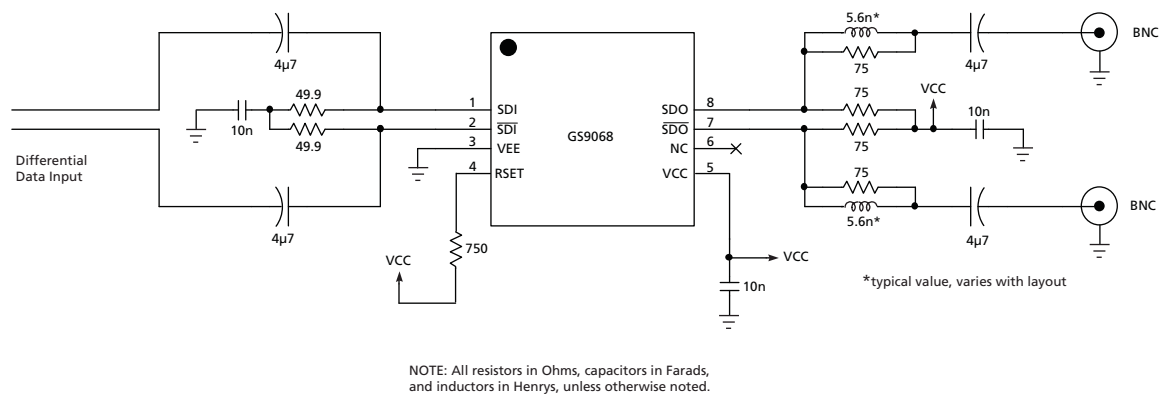 5.6n*
BNC
4µ7
4µ7
75
49.9
75
VCC
1
SDI
SDO
8
10n
10n
2
SDI
GS9068
SDO
7
49.9
3
VEE
NC
6
75
Differential
Data Input
4
RSET
VCC
5
75
5.6n*
BNC
4µ7
4µ7
750
VCC
VCC
*typical value, varies with layout
10n
NOTE: All resistors in Ohms, capacitors in Farads,
and inductors in Henrys, unless otherwise noted.